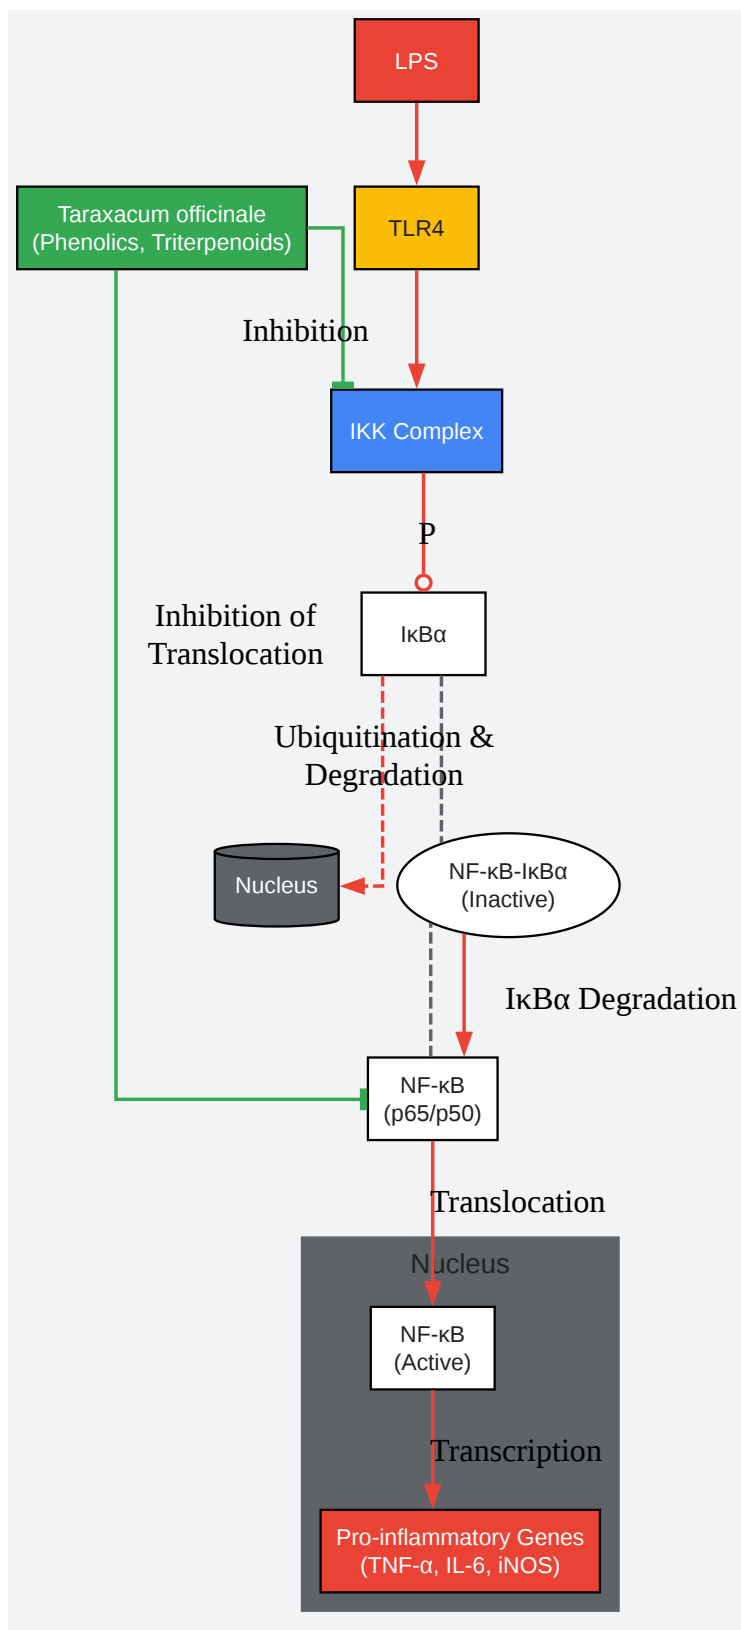 LPS
Taraxacum officinale
(Phenolics, Triterpenoids)
TLR4
Inhibition
IKK Complex
P
Inhibition of
Translocation
IκBα
Ubiquitination &
Degradation
Nucleus
NF-κB-IκBα
(Inactive)
IκBα Degradation
NF-κB
(p65/p50)
Translocation
Nucleus
NF-κB
(Active)
Transcription
Pro-inflammatory Genes
(TNF-α, IL-6, iNOS)